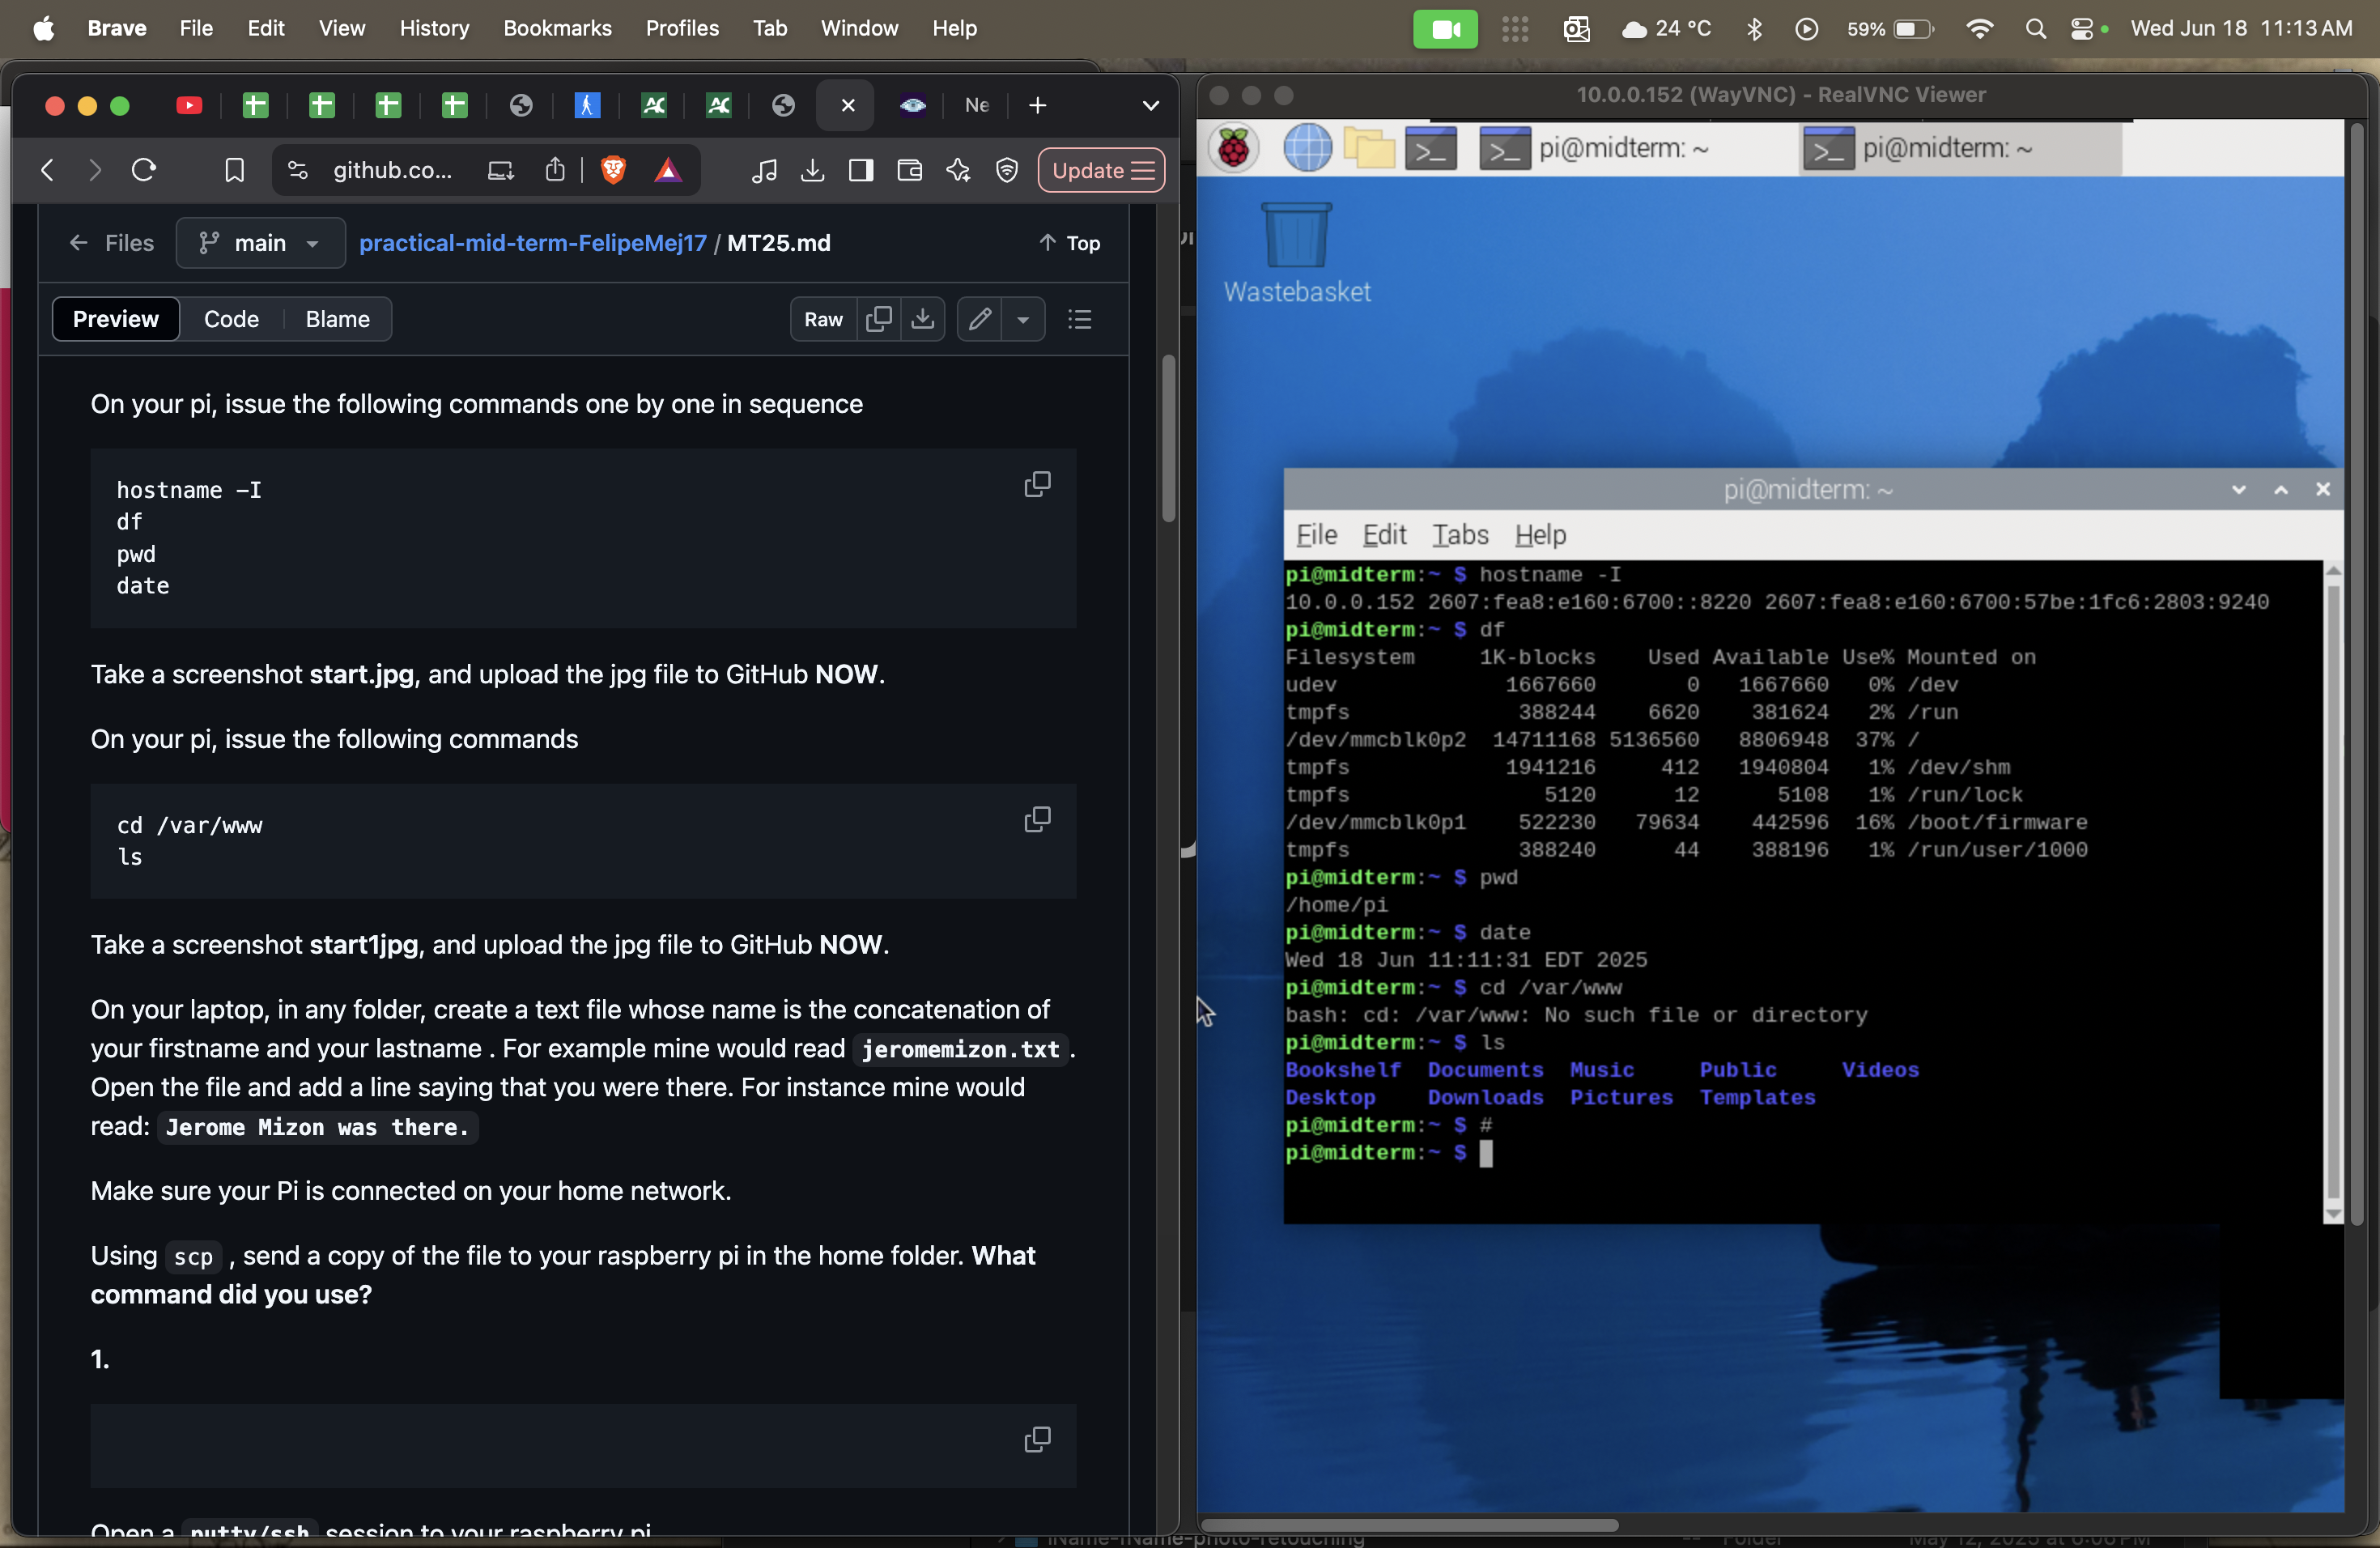 Brave File Edit View History Bookmarks Profiles Tab Window Help 24 °C 59% Wed Jun 18 11:13 AM
Ne
github.co... Update
Files main practical-mid-term-FelipeMej17 / MT25.md Top
Preview Code Blame Raw
On your pi, issue the following commands one by one in sequence
hostname -I
df
pwd
date
Take a screenshot start.jpg, and upload the jpg file to GitHub NOW.
On your pi, issue the following commands
cd /var/www
ls
Take a screenshot start1jpg, and upload the jpg file to GitHub NOW.
On your laptop, in any folder, create a text file whose name is the concatenation of
your firstname and your lastname . For example mine would read jeromemizon.txt .
Open the file and add a line saying that you were there. For instance mine would
read: Jerome Mizon was there.
Make sure your Pi is connected on your home network.
Using scp , send a copy of the file to your raspberry pi in the home folder. What
command did you use?
1.
Open a putty/ssh session to your raspberry pi
10.0.0.152 (WayVNC) - RealVNC Viewer
pi@midterm: ~ pi@midterm: ~
Wastebasket
pi@midterm: ~
File Edit Tabs Help
pi@midterm:~ $ hostname -I
10.0.0.152 2607:fea8:e160:6700::8220 2607:fea8:e160:6700:57be:1fc6:2803:9240
pi@midterm:~ $ df
Filesystem 1K-blocks Used Available Use% Mounted on
udev 1667660 0 1667660 0% /dev
tmpfs 388244 6620 381624 2% /run
/dev/mmcblk0p2 14711168 5136560 8806948 37% /
tmpfs 1941216 412 1940804 1% /dev/shm
tmpfs 5120 12 5108 1% /run/lock
/dev/mmcblk0p1 522230 79634 442596 16% /boot/firmware
tmpfs 388240 44 388196 1% /run/user/1000
pi@midterm:~ $ pwd
/home/pi
pi@midterm:~ $ date
Wed 18 Jun 11:11:31 EDT 2025
pi@midterm:~ $ cd /var/www
bash: cd: /var/www: No such file or directory
pi@midterm:~ $ ls
Bookshelf Documents Music Public Videos
Desktop Downloads Pictures Templates
pi@midterm:~ $ #
pi@midterm:~ $
lName-fName-photo-retouching -- Folder May 12, 2025 at 6:06 PM